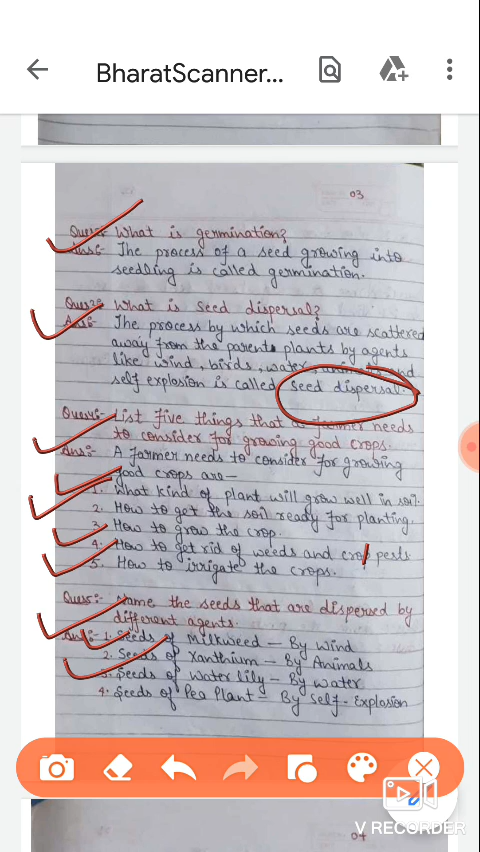 BharatScanner...
03
What is germination?
Ans:- The process of a seed growing into
seedling is called germination.
What is Seed dispersal?
Ans:- The process by which seeds are scattered
away from the parent plants by agents
like wind, birds, water, animals and
self explosion is called seed dispersal.
List five things that a farmer needs
to consider for growing good crops.
Ans:- A farmer needs to consider for growing
good crops are-
1. What kind of plant will grow well in soil.
2. How to get the soil ready for planting.
3. How to grow the crop.
4. How to get rid of weeds and crop pests
5. How to irrigate the crops.
Ques5:- Name the seeds that are dispersed by
different agents.
Ans:- 1. Seeds of Milkweed - By Wind
2. Seeds of Xanthium - By Animals
3. Seeds of Water lily - By water
4. Seeds of Pea Plant - By Self-Explosion
V RECORDER
04